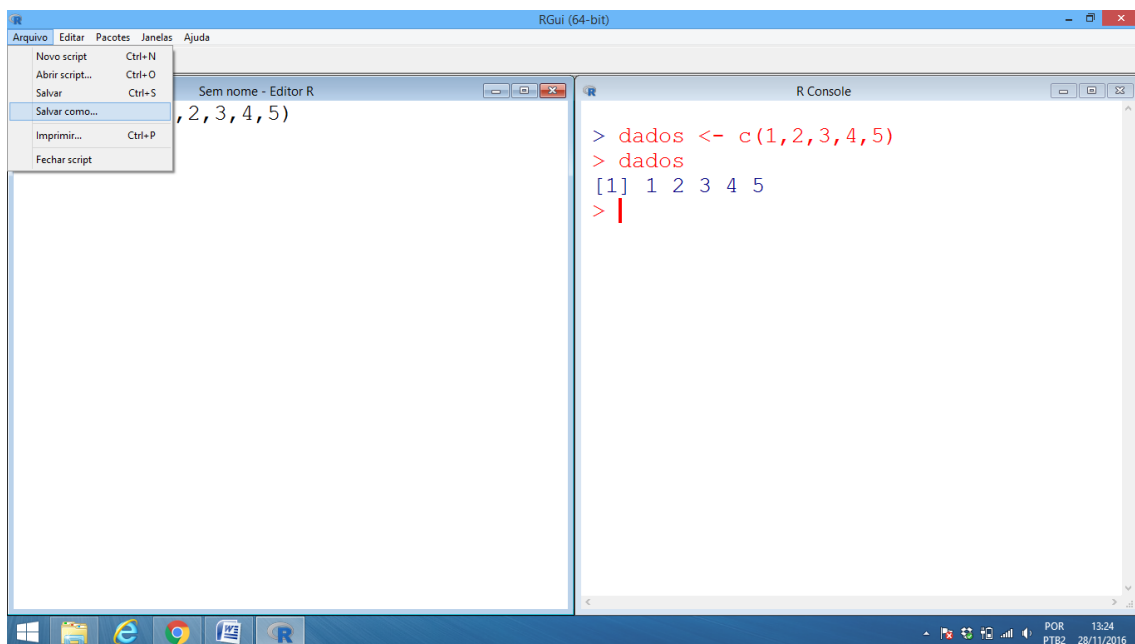 RGui (64-bit)
Arquivo Editar Pacotes Janelas Ajuda
Novo script Ctrl+N
Abrir script... Ctrl+O
Salvar Ctrl+S
Salvar como...
Imprimir... Ctrl+P
Fechar script
Sem nome - Editor R
,2,3,4,5)
R Console
> dados <- c(1,2,3,4,5)
> dados
[1] 1 2 3 4 5
>
POR 13:24
PTB2 28/11/2016